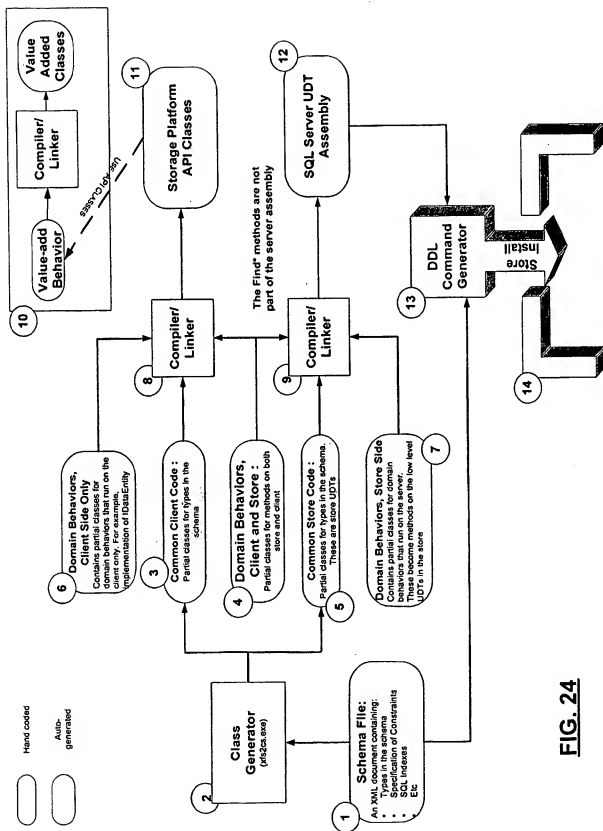 Hand coded
Auto-
generated
1
Schema File:
An XML document containing:
• Types in the schema
• Specification of Constraints
• SQL Indexes
• Etc
2
Class
Generator
(xfs2cs.exe)
6
Domain Behaviors,
Client Side Only
Contains partial classes for
domain behaviors that run on the
client only. For example,
implementation of IDataEntity
3
Common Client Code :
Partial classes for types in the
schema
4
Domain Behaviors,
Client and Store :
Partial classes for methods on both
store and client
5
Common Store Code :
Partial classes for types in the schema.
These are store UDTs
Domain Behaviors, Store Side
Contains partial classes for domain
behaviors that run on the server.
These become methods on the low level
UDTs in the store
7
8
Compiler/
Linker
9
Compiler/
Linker
The Find* methods are not
part of the server assembly
10
Value-add
Behavior
Compiler/
Linker
Value
Added
Classes
USE API CLASSES
11
Storage Platform
API Classes
12
SQL Server UDT
Assembly
13
DDL
Command
Generator
Store
Install
14
FIG. 24